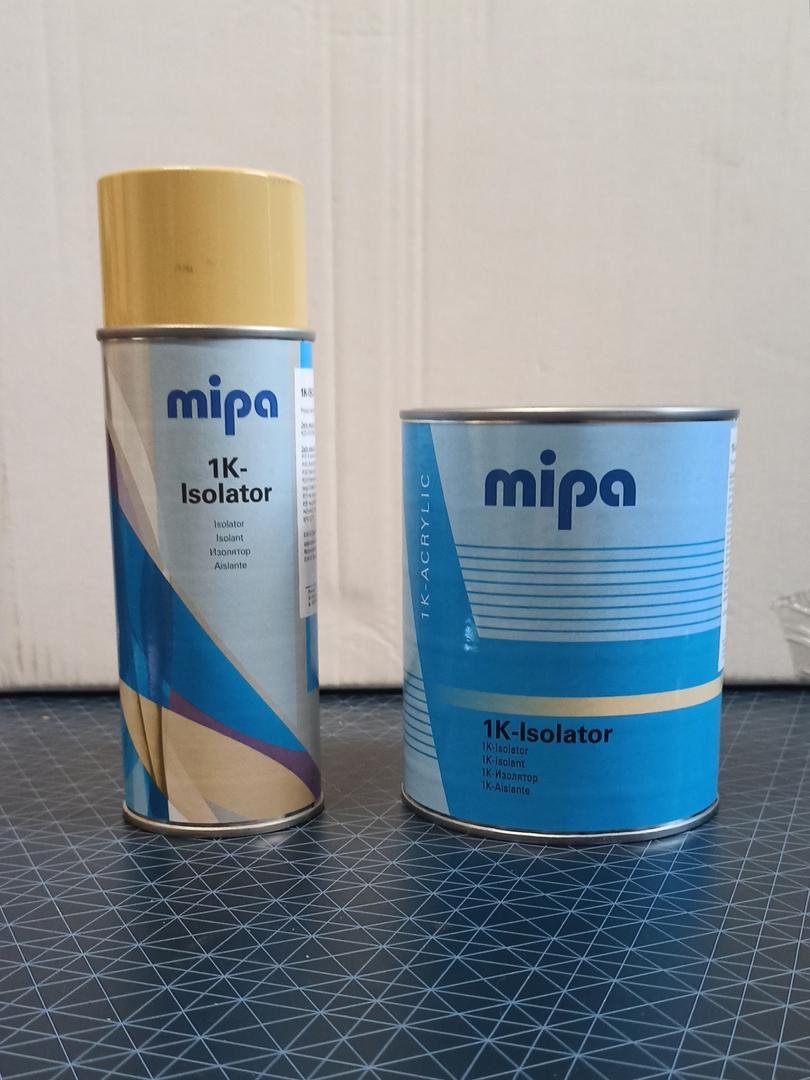 mipa
1K-
Isolator
Isolator
Isolant
Изолятор
Aislante
mipa
1K-ACRYLIC
1K-Isolator
1K-Isolator
1K-Isolant
1K-Изолятор
1K-Aislante